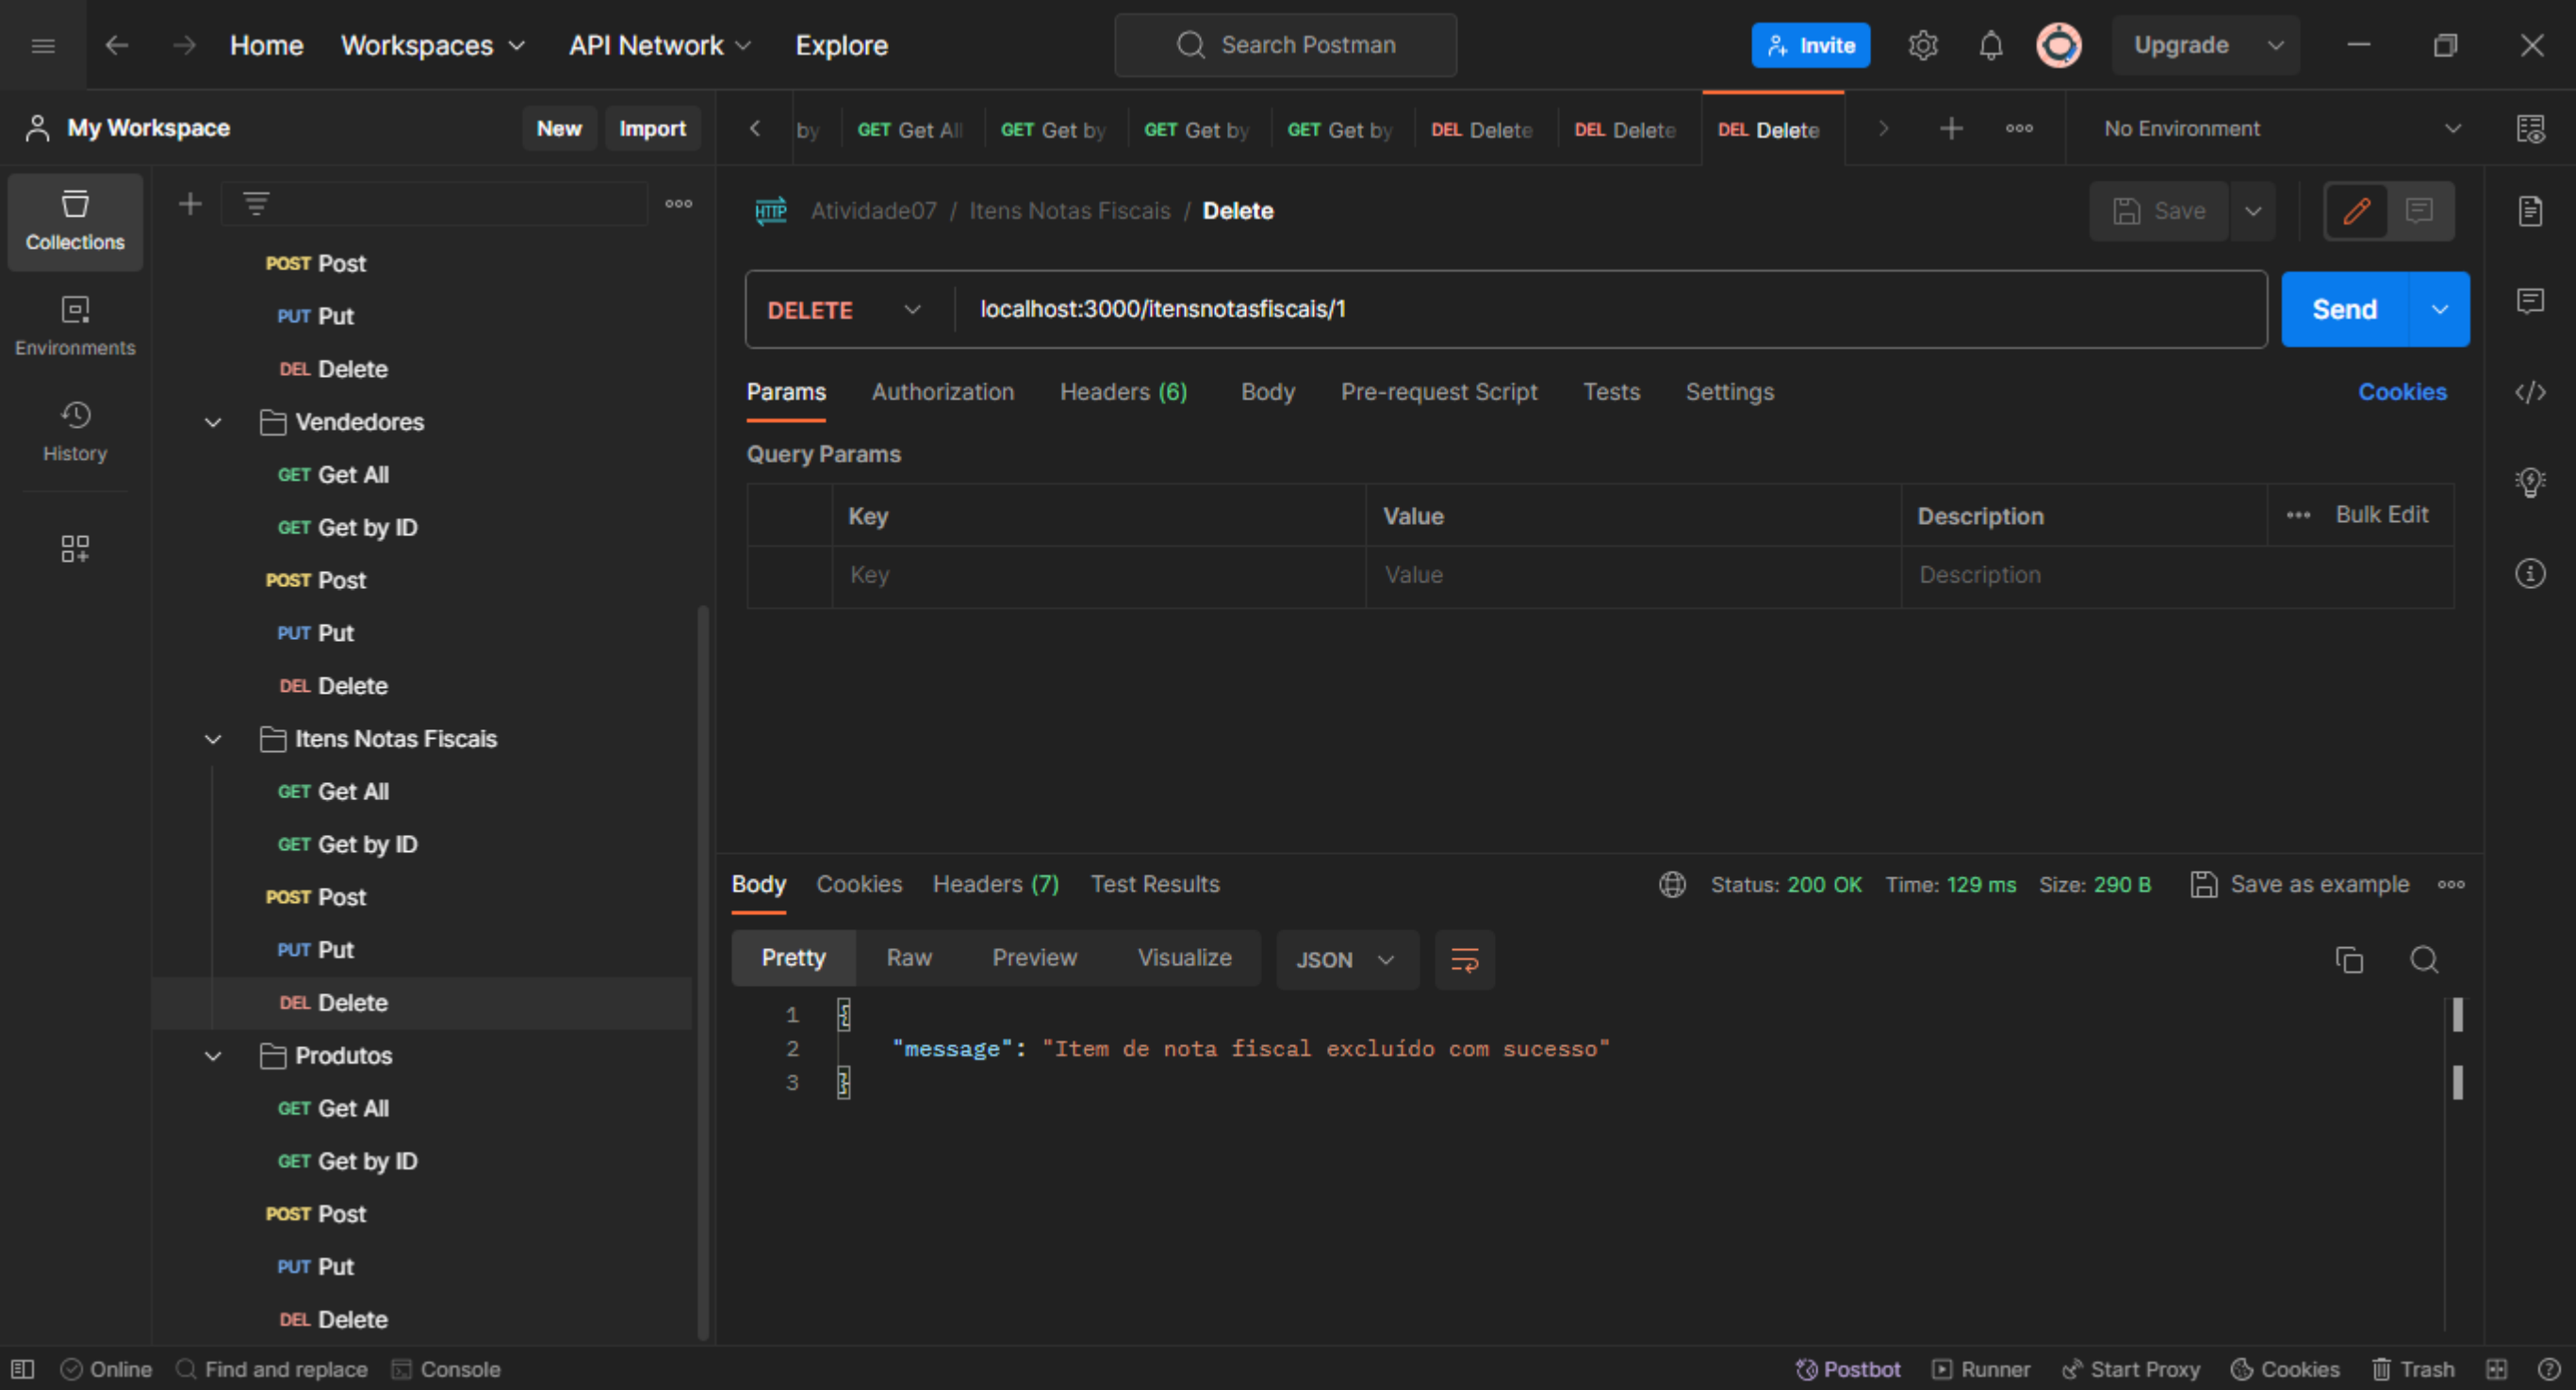 Home Workspaces API Network Explore Search Postman Invite Upgrade
My Workspace New Import
by GET Get All GET Get by GET Get by GET Get by DEL Delete DEL Delete DEL Delete No Environment
Collections
Environments
History
POST Post
PUT Put
DEL Delete
Vendedores
GET Get All
GET Get by ID
POST Post
PUT Put
DEL Delete
Itens Notas Fiscais
GET Get All
GET Get by ID
POST Post
PUT Put
DEL Delete
Produtos
GET Get All
GET Get by ID
POST Post
PUT Put
DEL Delete
HTTP Atividade07 / Itens Notas Fiscais / Delete Save
DELETE localhost:3000/itensnotasfiscais/1 Send
Params Authorization Headers (6) Body Pre-request Script Tests Settings Cookies
Query Params
Key Value Description Bulk Edit
Key Value Description
Body Cookies Headers (7) Test Results Status: 200 OK Time: 129 ms Size: 290 B Save as example
Pretty Raw Preview Visualize JSON
1 {
2 "message": "Item de nota fiscal excluído com sucesso"
3 }
Online Find and replace Console Postbot Runner Start Proxy Cookies Trash